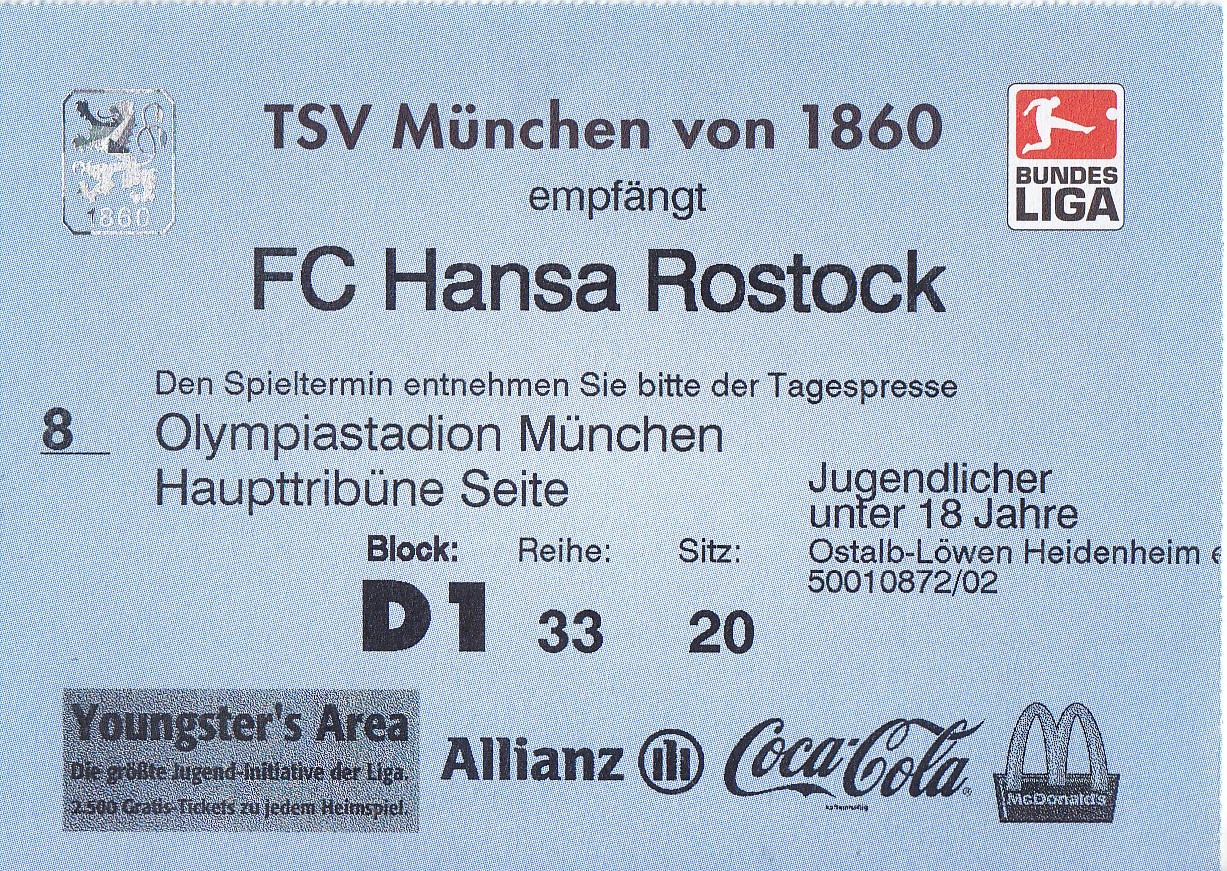 TSV München von 1860
empfängt
FC Hansa Rostock
1860
BUNDES
LIGA
Den Spieltermin entnehmen Sie bitte der Tagespresse
8
Olympiastadion München
Haupttribüne Seite
Jugendlicher
unter 18 Jahre
Ostalb-Löwen Heidenheim e
50010872/02
Block: Reihe: Sitz:
D1 33 20
Youngster's Area
Die größte Jugend-Initiative der Liga.
2.500 Gratis-Tickets zu jedem Heimspiel.
Allianz
Coca-Cola®
koffeinhaltig
McDonald's